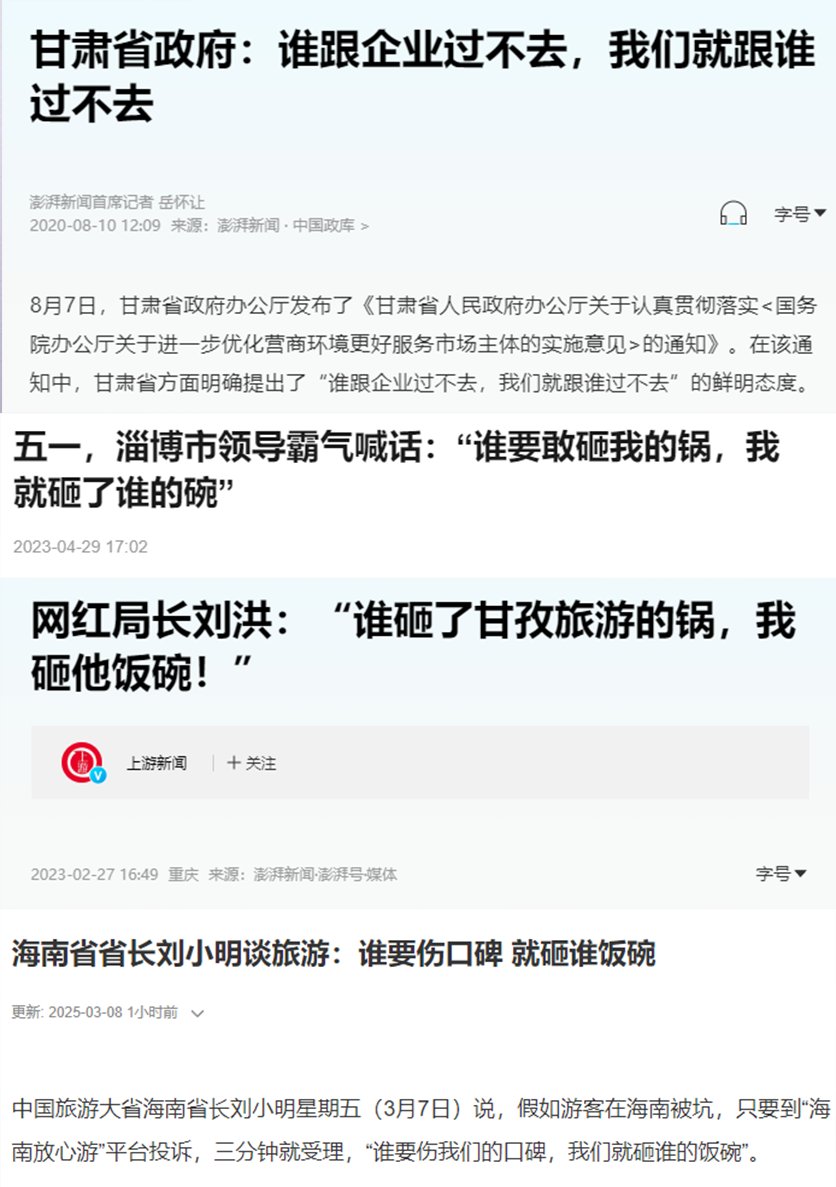 甘肃省政府：谁跟企业过不去，我们就跟谁
过不去
澎湃新闻首席记者 岳怀让
2020-08-10 12:09 来源：澎湃新闻 · 中国政库 >
字号▼
8月7日，甘肃省政府办公厅发布了《甘肃省人民政府办公厅关于认真贯彻落实<国务
院办公厅关于进一步优化营商环境更好服务市场主体的实施意见>的通知》。在该通
知中，甘肃省方面明确提出了“谁跟企业过不去，我们就跟谁过不去”的鲜明态度。
五一，淄博市领导霸气喊话：“谁要敢砸我的锅，我
就砸了谁的碗”
2023-04-29 17:02
网红局长刘洪：“谁砸了甘孜旅游的锅，我
砸他饭碗！”
上游
上游新闻
+ 关注
2023-02-27 16:49 重庆 来源：澎湃新闻·澎湃号·媒体
字号▼
海南省省长刘小明谈旅游：谁要伤口碑 就砸谁饭碗
更新: 2025-03-08 1小时前
中国旅游大省海南省长刘小明星期五（3月7日）说，假如游客在海南被坑，只要到“海
南放心游”平台投诉，三分钟就受理，“谁要伤我们的口碑，我们就砸谁的饭碗”。